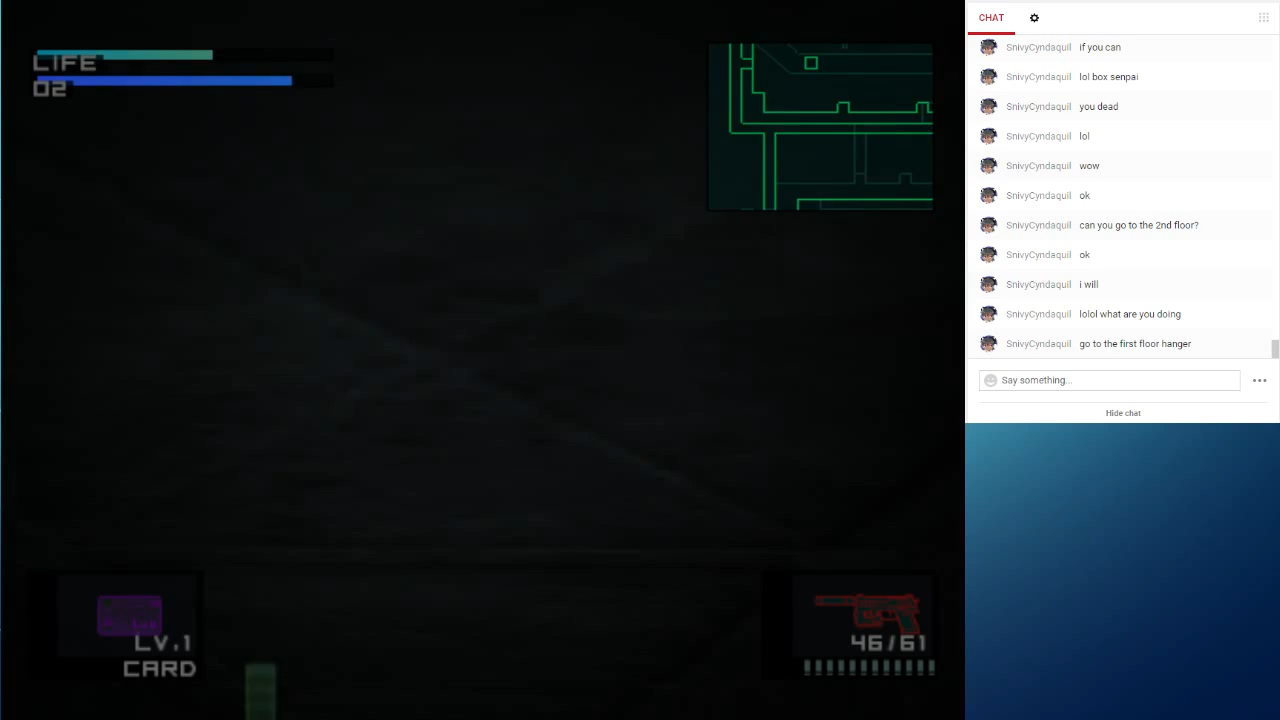 LIFE
O2
LV.1
CARD
46/61
CHAT
SnivyCyndaquil if you can
SnivyCyndaquil lol box senpai
SnivyCyndaquil you dead
SnivyCyndaquil lol
SnivyCyndaquil wow
SnivyCyndaquil ok
SnivyCyndaquil can you go to the 2nd floor?
SnivyCyndaquil ok
SnivyCyndaquil i will
SnivyCyndaquil lolol what are you doing
SnivyCyndaquil go to the first floor hanger
Say something...
Hide chat